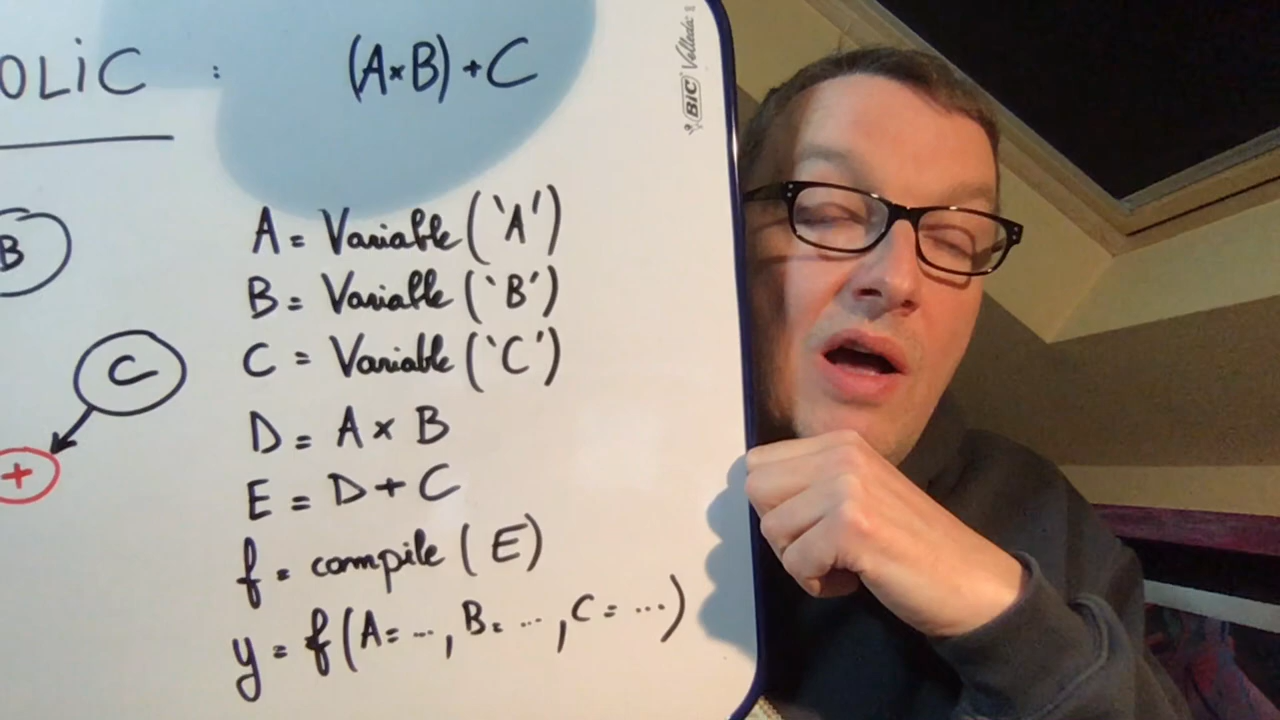 OLiC : (A×B)+C
BiC Velleda
B
A = Variable ('A')
B = Variable ('B')
C = Variable ('C')
C
D = A × B
+
E = D + C
f = compile (E)
y = f(A= ..., B= ..., C= ...)